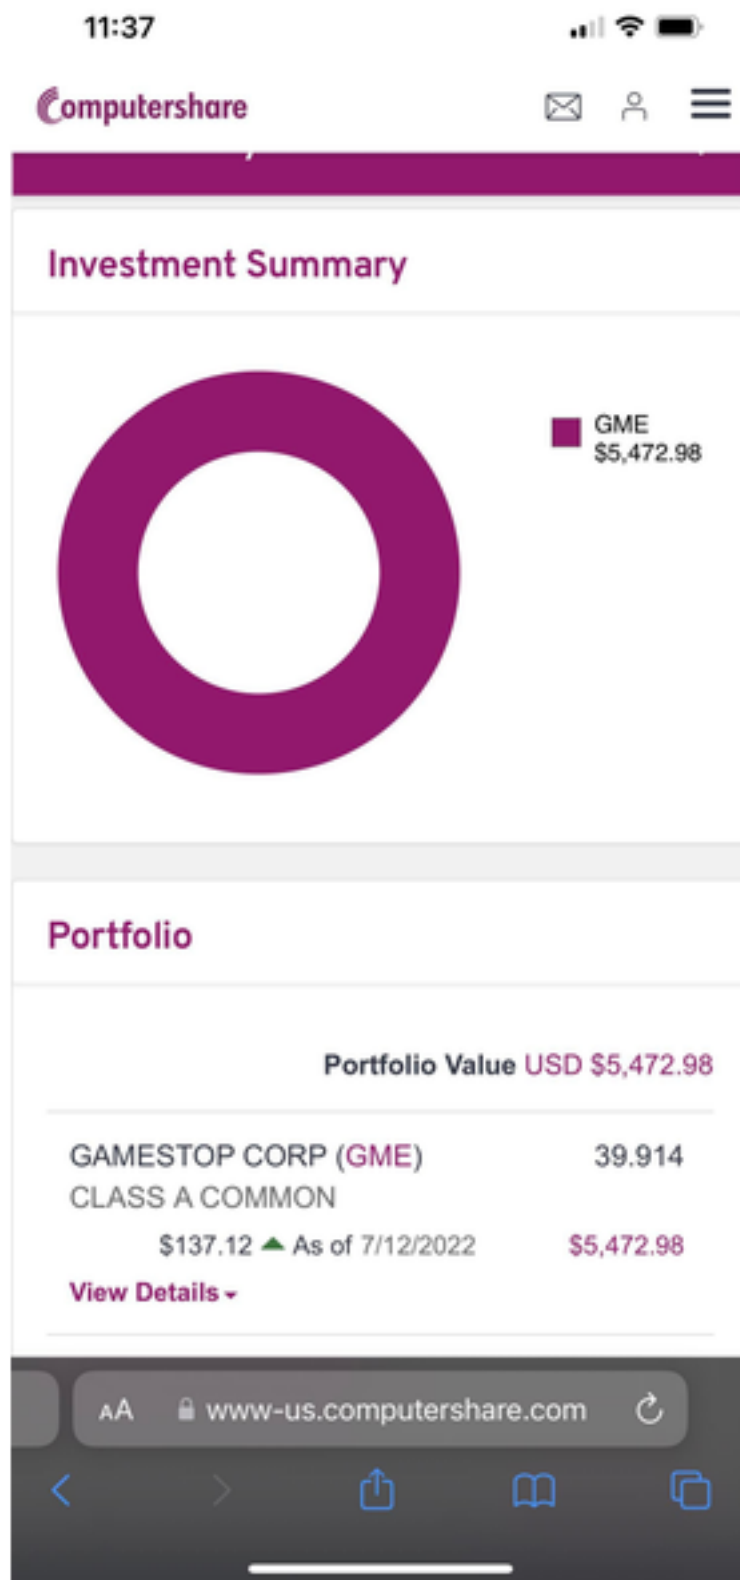 11:37
Computershare
Investment Summary
GME
$5,472.98
Portfolio
Portfolio Value USD $5,472.98
GAMESTOP CORP (GME) 39.914
CLASS A COMMON
$137.12 ▲ As of 7/12/2022 $5,472.98
View Details
AA www-us.computershare.com